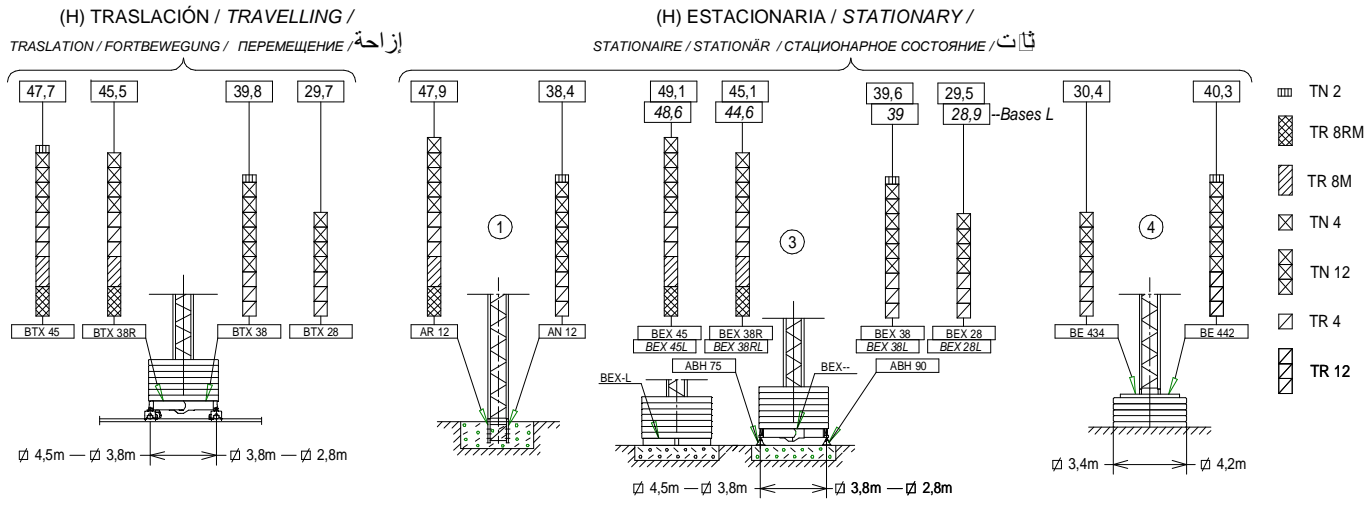 (H) TRASLACIÓN / TRAVELLING /
TRASLATION / FORTBEWEGUNG / ПЕРЕМЕЩЕНИЕ / إزاحة
47,7 45,5 39,8 29,7
BTX 45 BTX 38R BTX 38 BTX 28
4,5m 3,8m 3,8m 2,8m
(H) ESTACIONARIA / STATIONARY /
STATIONAIRE / STATIONÄR / СТАЦИОНАРНОЕ СОСТОЯНИЕ /
47,9 38,4 49,1 45,1 39,6 29,5 30,4 40,3
48,6 44,6 39 28,9 --Bases L
1 3 4
AR 12 AN 12 BEX 45 BEX 38R BEX 38 BEX 28 BE 434 BE 442
BEX 45L BEX 38RL BEX 38L BEX 28L
ABH 75 BEX-- ABH 90
BEX-L
4,5m 3,8m 3,8m 2,8m
3,4m 4,2m
TN 2
TR 8RM
TR 8M
TN 4
TN 12
TR 4
TR 12